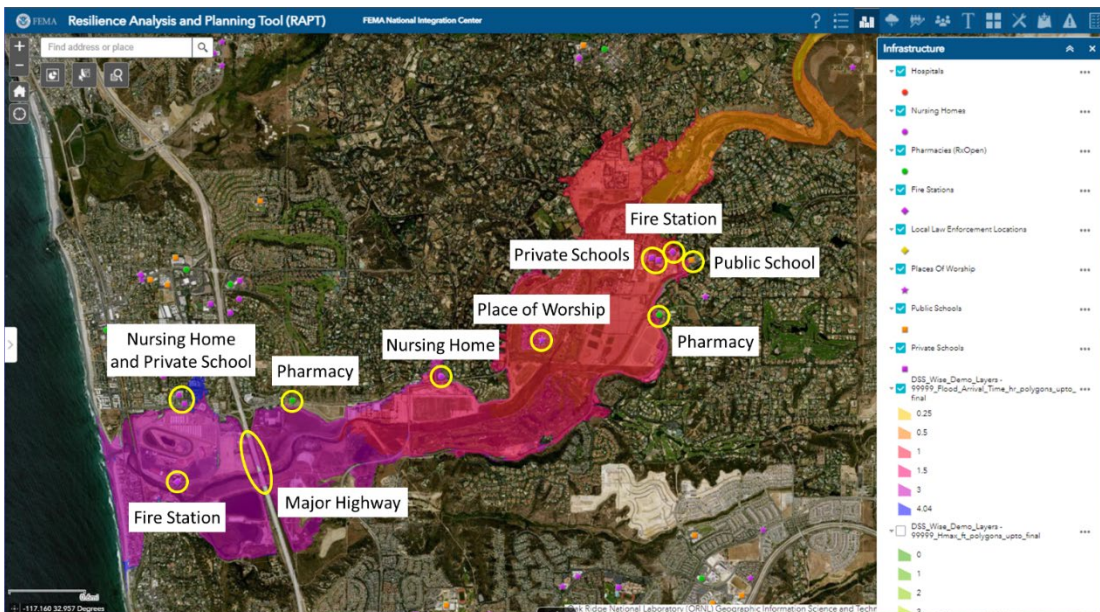 FEMA
Resilience Analysis and Planning Tool (RAPT)
FEMA National Integration Center
Find address or place
Infrastructure
Hospitals
Nursing Homes
Pharmacies (RxOpen)
Fire Stations
Local Law Enforcement Locations
Places Of Worship
Public Schools
Private Schools
DSS_Wise_Demo_Layers -
99999_Flood_Arrival_Time_hr_polygons_upto_
final
0.25
0.5
1
1.5
3
4.04
DSS_Wise_Demo_Layers -
99999_Hmax_ft_polygons_upto_final
0
1
2
Fire Station
Private Schools
Public School
Place of Worship
Pharmacy
Nursing Home
and Private School
Pharmacy
Nursing Home
Major Highway
Fire Station
-117.160 32.957 Degrees
Oak Ridge National Laboratory (ORNL) Geographic Information Science and Techn